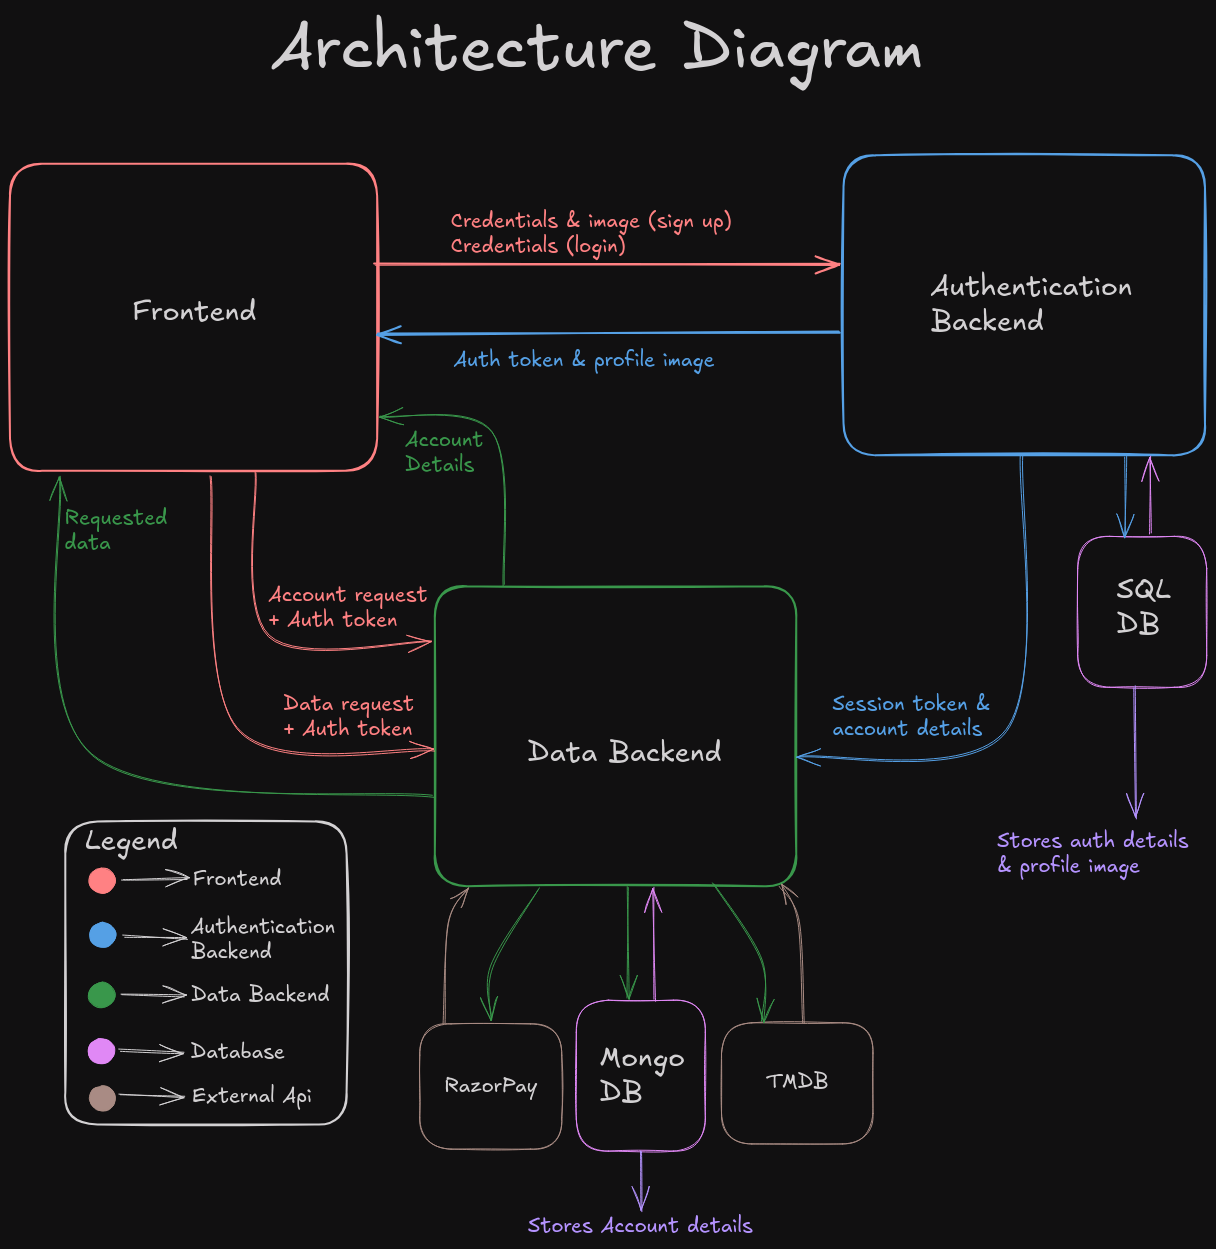 Architecture Diagram
Credentials & image (sign up)
Credentials (login)
Frontend
Authentication
Backend
Auth token & profile image
Account
Details
Requested
data
Account request
+ Auth token
SQL
DB
Data request
+ Auth token
Session token &
account details
Data Backend
Stores auth details
& profile image
Legend
Frontend
Authentication
Backend
Data Backend
Database
External Api
RazorPay
Mongo
DB
TMDB
Stores Account details